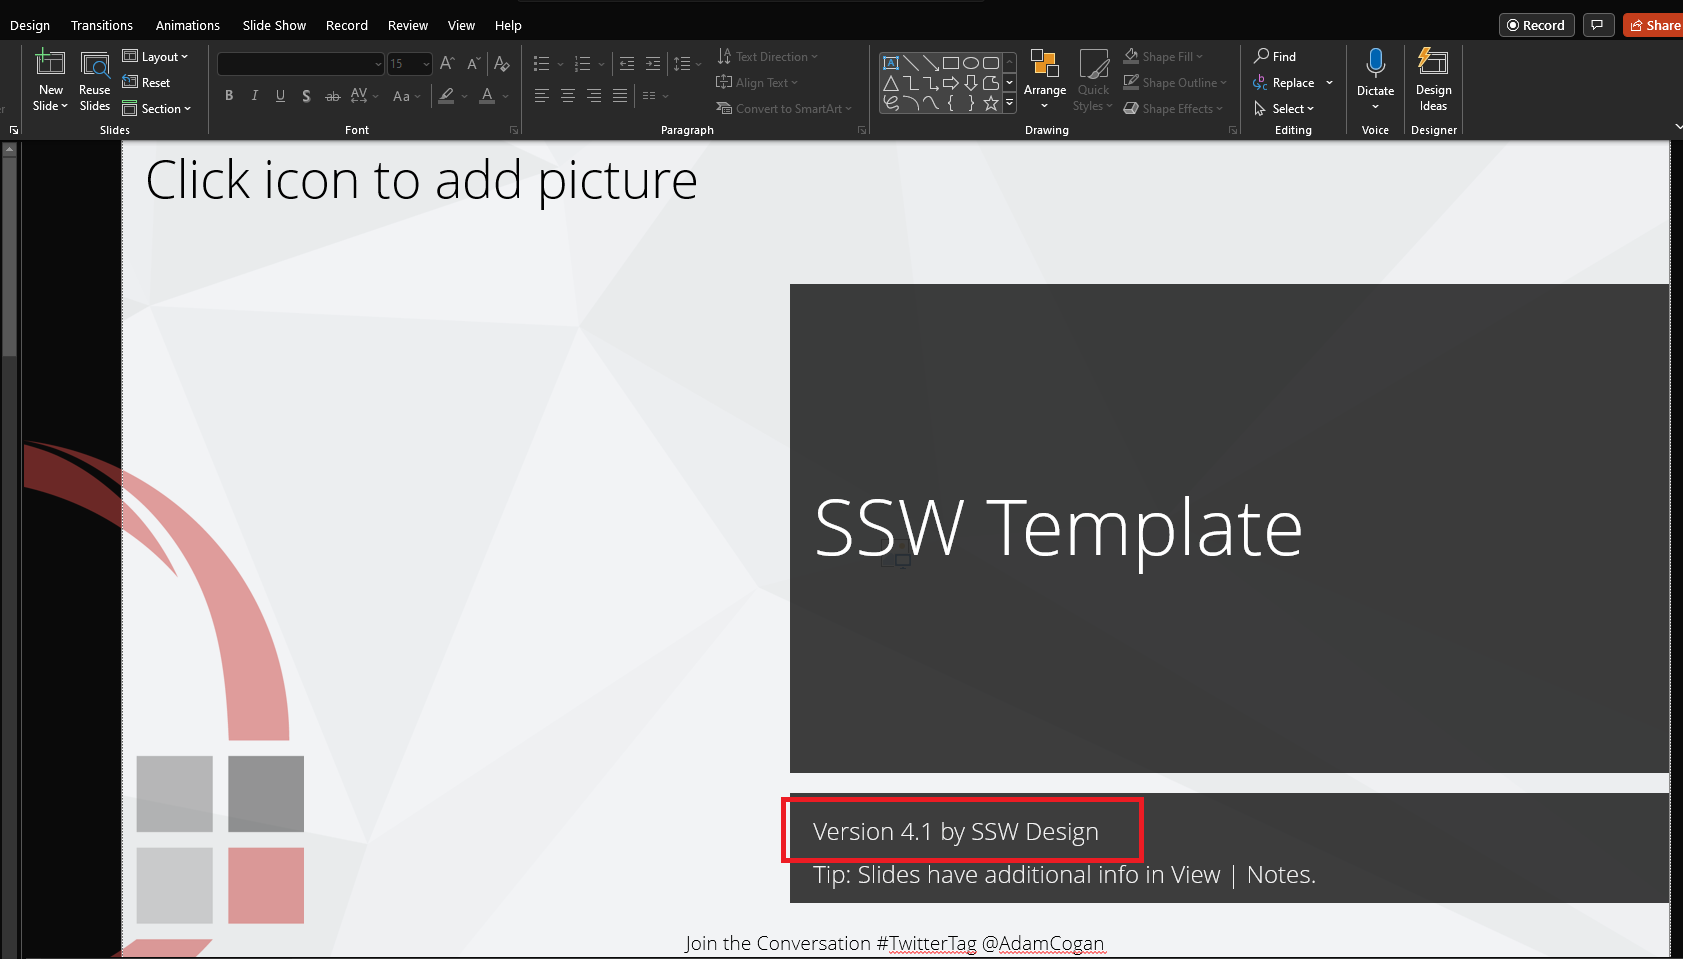 Design Transitions Animations Slide Show Record Review View Help Record Share
New Slide Reuse Slides Layout Reset Section Slides
15 B I U S ab AV Aa A Font
Text Direction Align Text Convert to SmartArt Paragraph
Arrange Quick Styles Shape Fill Shape Outline Shape Effects Drawing
Find Replace Select Editing
Dictate Voice
Design Ideas Designer
Click icon to add picture
SSW Template
Version 4.1 by SSW Design
Tip: Slides have additional info in View | Notes.
Join the Conversation #TwitterTag @AdamCogan